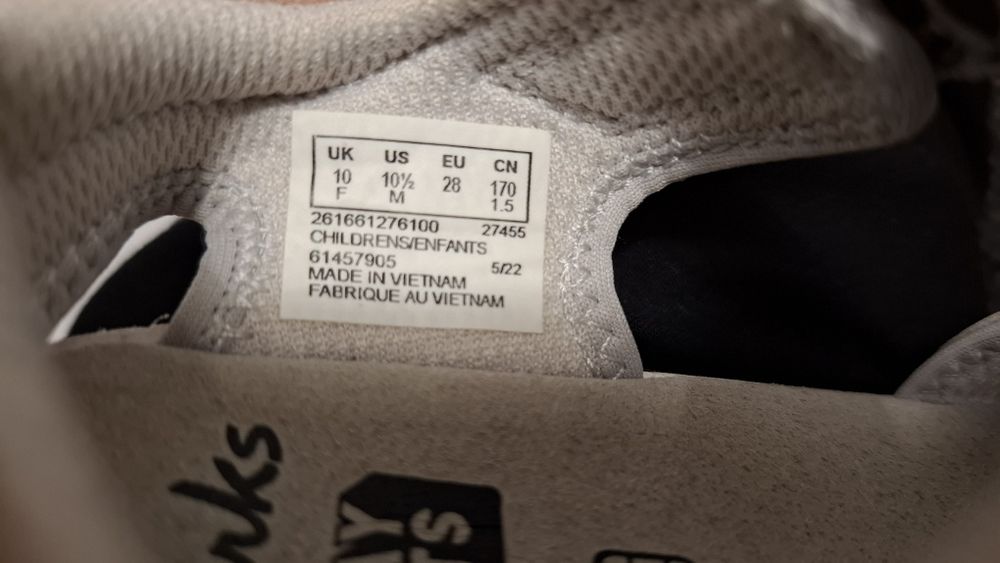 UK US EU CN
10 10½ 28 170
F M 1.5
261661276100 27455
CHILDRENS/ENFANTS
61457905 5/22
MADE IN VIETNAM
FABRIQUE AU VIETNAM